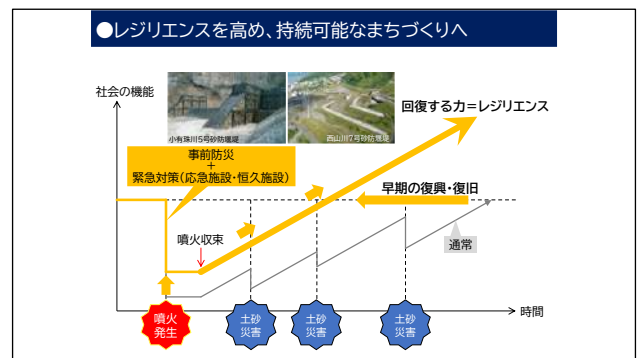 ●レジリエンスを高め、持続可能なまちづくりへ
社会の機能
小有珠川5号砂防堰堤
西山川7号砂防堰堤
回復する力=レジリエンス
事前防災
+
緊急対策(応急施設・恒久施設)
早期の復興・復旧
噴火収束
通常
噴火
発生
土砂
災害
土砂
災害
土砂
災害
時間